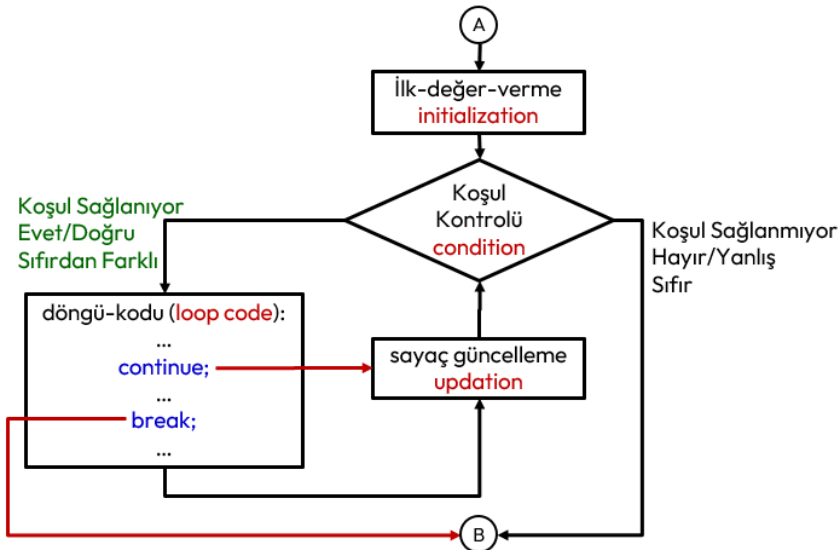 A
İlk-değer-verme
initialization
Koşul
Kontrolü
condition
Koşul Sağlanıyor
Evet/Doğru
Sıfırdan Farklı
Koşul Sağlanmıyor
Hayır/Yanlış
Sıfır
döngü-kodu (loop code):
...
continue;
...
break;
...
sayaç güncelleme
updation
B